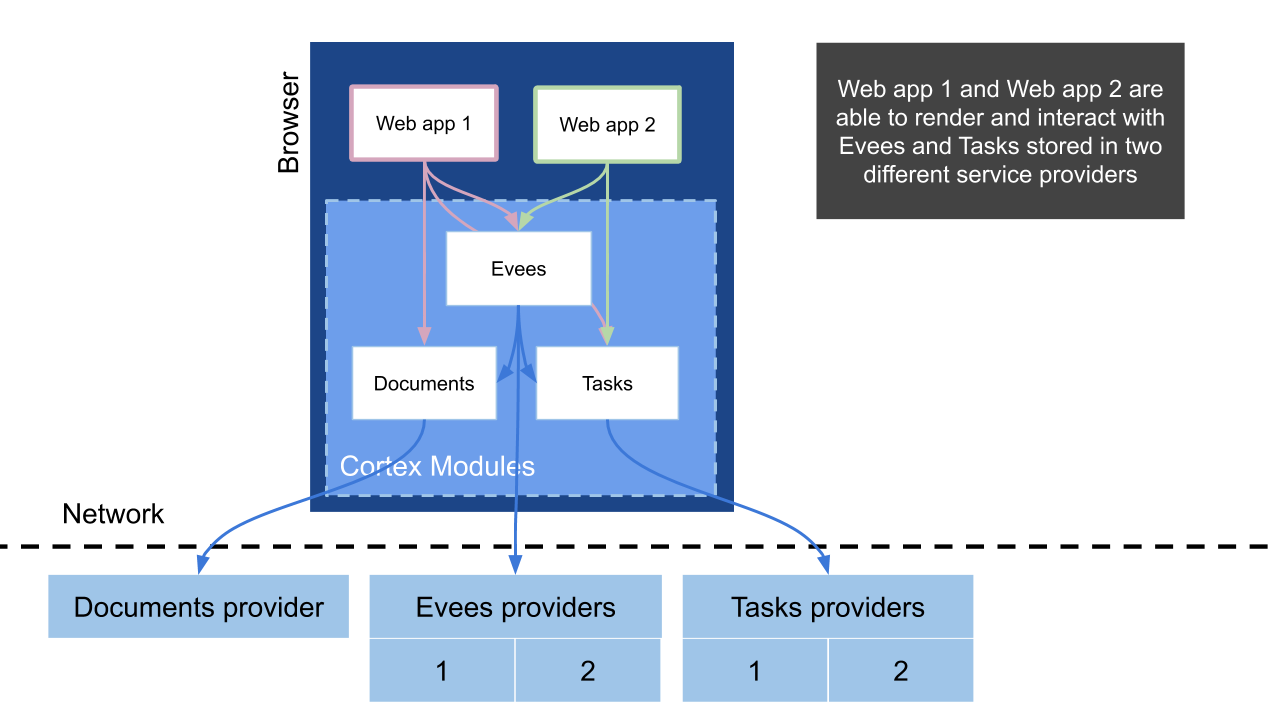 Browser
Web app 1
Web app 2
Web app 1 and Web app 2 are
able to render and interact with
Evees and Tasks stored in two
different service providers
Evees
Documents
Tasks
Cortex Modules
Network
Documents provider
Evees providers
Tasks providers
1
2
1
2